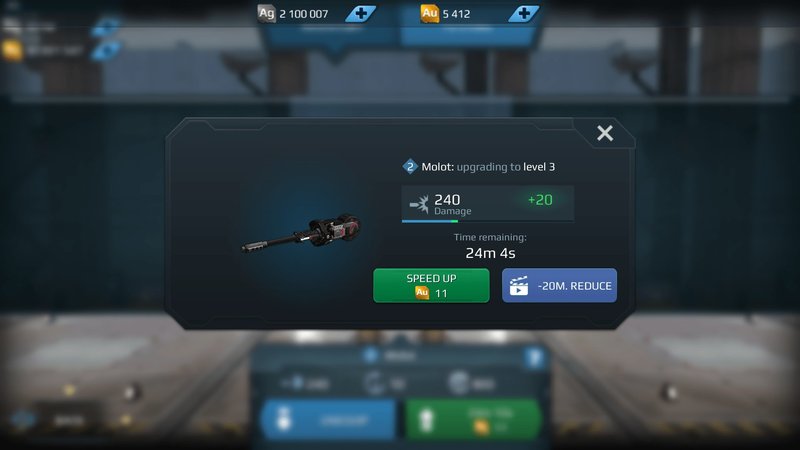 Ag 2 100 007
Au 5 412
2 Molot: upgrading to level 3
240 +20
Damage
Time remaining:
24m 4s
SPEED UP
Au 11
-20M. REDUCE